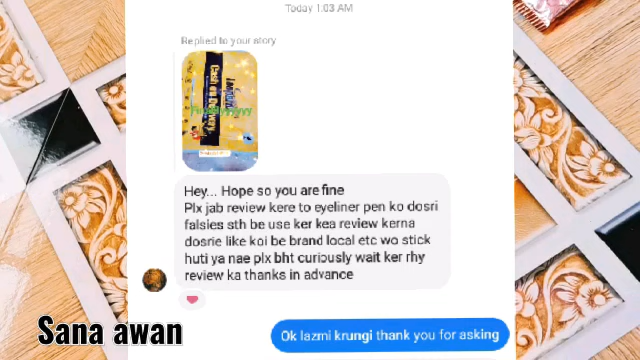 Today 1:03 AM
Replied to your story
Cash on Delivery
Hey... Hope so you are fine
Plx jab review kere to eyeliner pen ko dosri
falsies sth be use ker kea review kerna
dosrie like koi be brand local etc wo stick
huti ya nae plx bht curiously wait ker rhy
review ka thanks in advance
Ok lazmi krungi thank you for asking
Sana awan